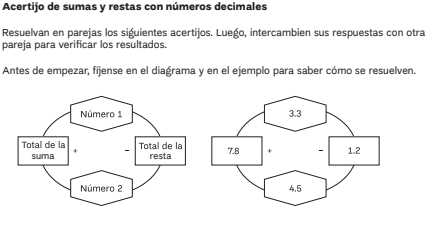 Acertijo de sumas y restas con números decimales
Resuelvan en parejas los siguientes acertijos. Luego, intercambien sus respuestas con otra
pareja para verificar los resultados.
Antes de empezar, fíjense en el diagrama y en el ejemplo para saber cómo se resuelven.
Número 1
Total de la
suma
+
-
Total de la
resta
Número 2
3.3
7.8
+
-
1.2
4.5